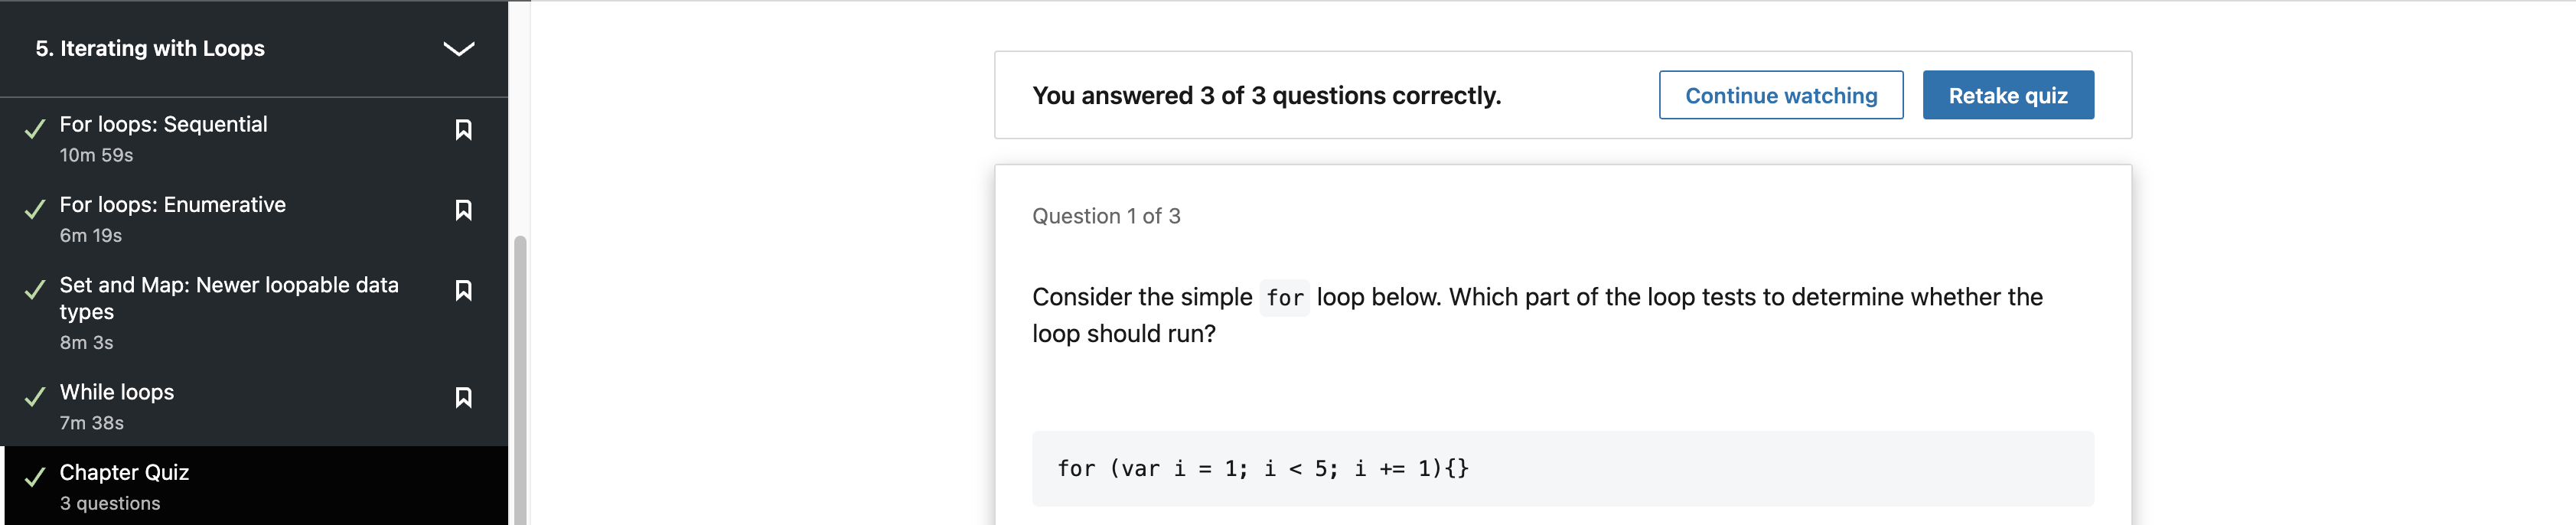 5. Iterating with Loops
For loops: Sequential
10m 59s
For loops: Enumerative
6m 19s
Set and Map: Newer loopable data
types
8m 3s
While loops
7m 38s
Chapter Quiz
3 questions
You answered 3 of 3 questions correctly.
Continue watching
Retake quiz
Question 1 of 3
Consider the simple for loop below. Which part of the loop tests to determine whether the
loop should run?
for (var i = 1; i < 5; i += 1){}